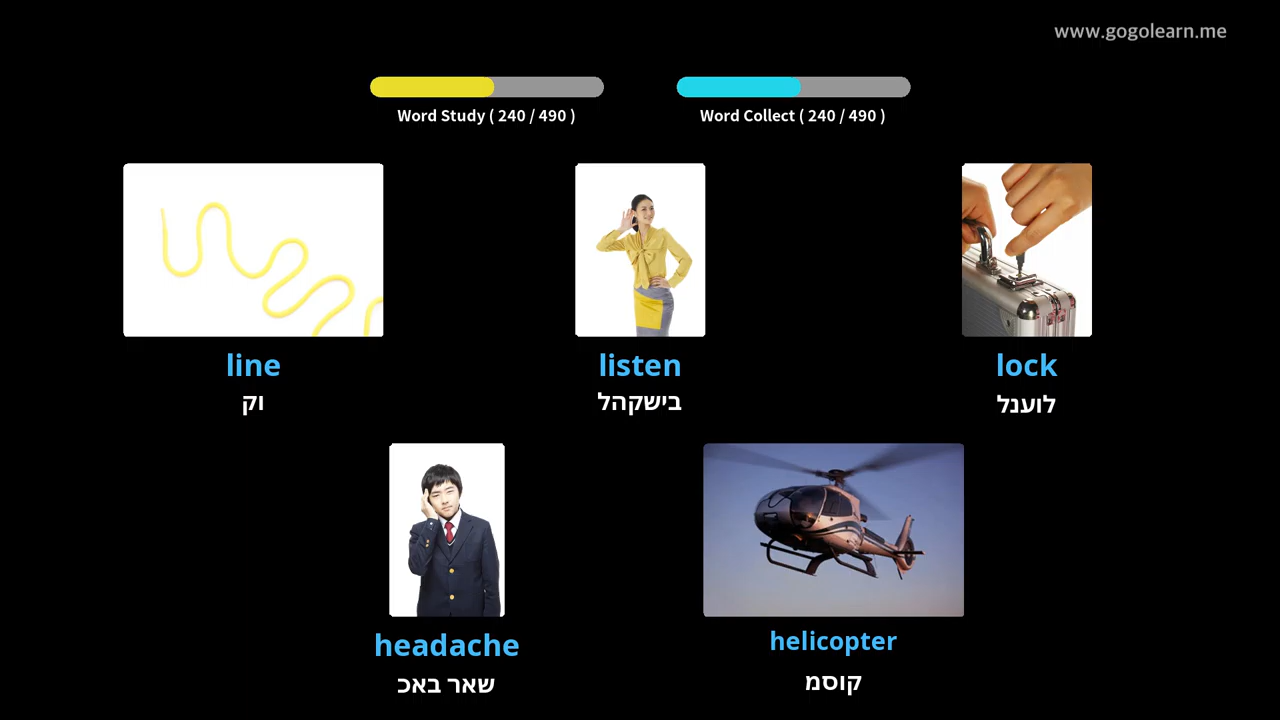 www.gogolearn.me
Word Study ( 240 / 490 )
Word Collect ( 240 / 490 )
line
וק
listen
בישקהל
lock
לוענל
headache
שאר באכ
helicopter
קוסמ